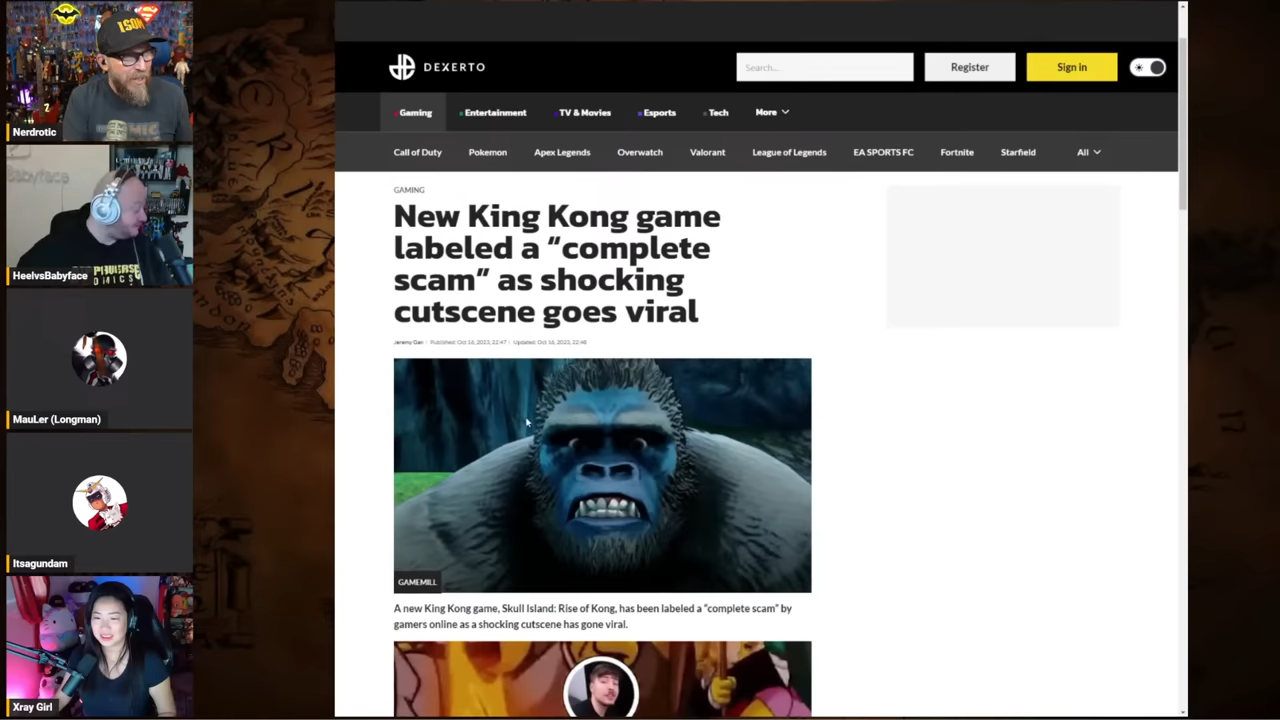 ISON
Nerdrotic
Babyface
HeelvsBabyface
MauLer (Longman)
Itsagundam
Xray Girl
DEXERTO
Search...
Register
Sign in
Gaming
Entertainment
TV & Movies
Esports
Tech
More
Call of Duty
Pokemon
Apex Legends
Overwatch
Valorant
League of Legends
EA SPORTS FC
Fortnite
Starfield
All
GAMING
New King Kong game
labeled a “complete
scam” as shocking
cutscene goes viral
Jeremy Gan Published: Oct 16, 2023, 22:47 Updated: Oct 16, 2023, 22:48
GAMEMILL
A new King Kong game, Skull Island: Rise of Kong, has been labeled a “complete scam” by
gamers online as a shocking cutscene has gone viral.